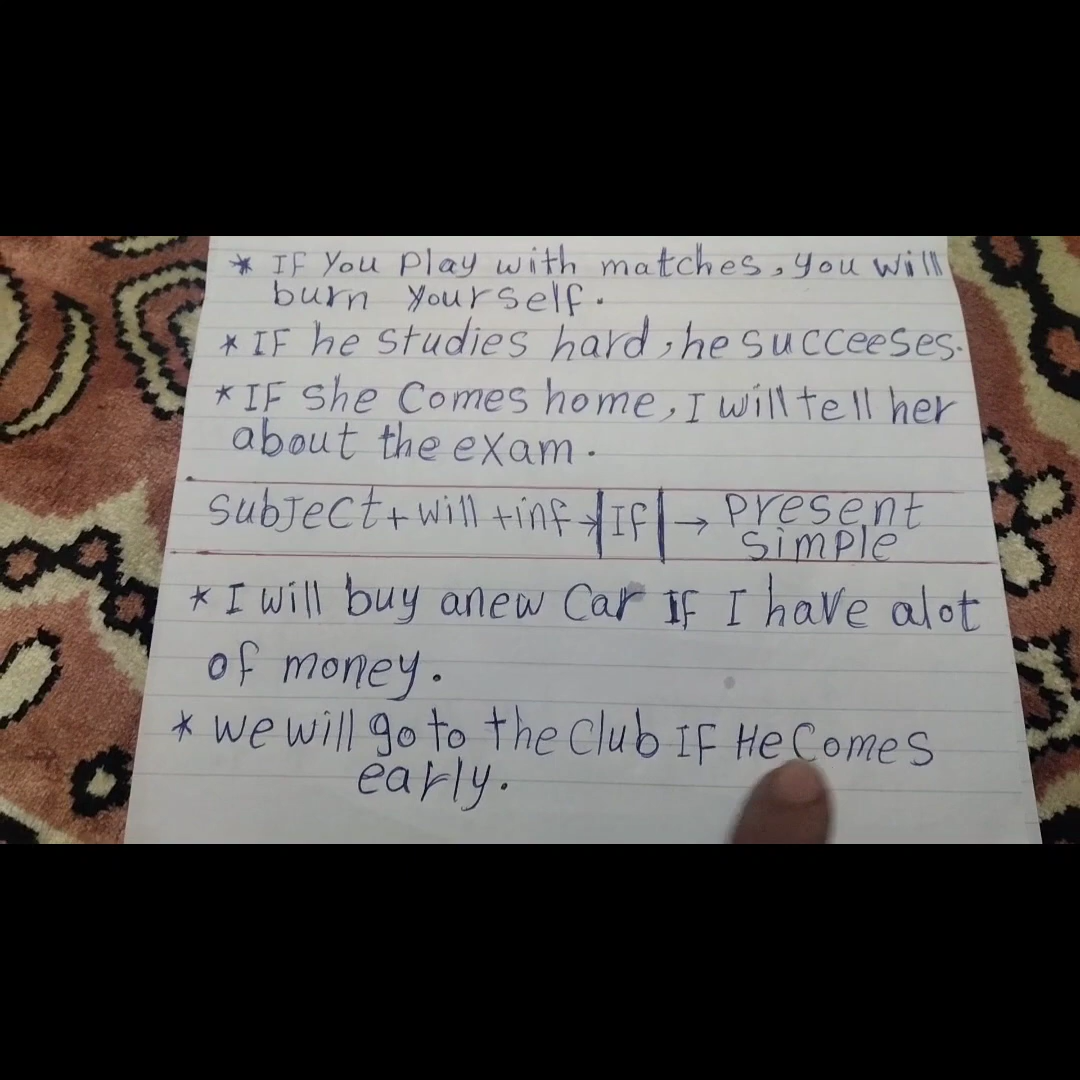 * IF You Play with matches, you will
burn yourself.
* IF he studies hard, he succeeses.
* IF she Comes home, I will tell her
about the exam.
subJect + will + inf → |If| → present
simple
* I will buy anew Car IF I have alot
of money.
* we will go to the Club IF He Comes
early.